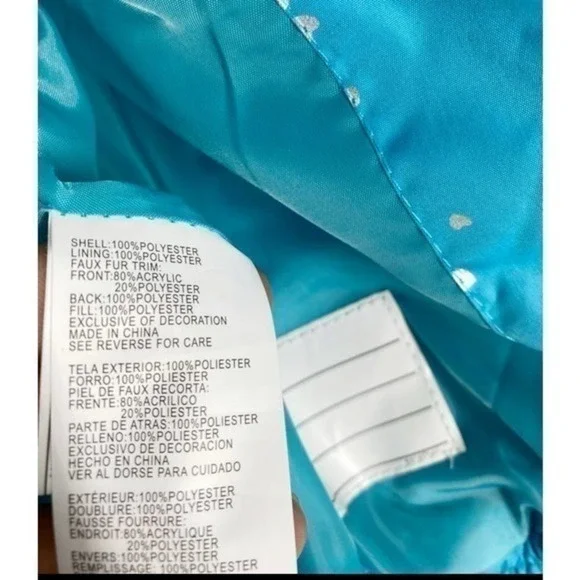 SHELL:100%POLYESTER
LINING:100%POLYESTER
FAUX FUR TRIM:
FRONT:80%ACRYLIC
20%POLYESTER
BACK:100%POLYESTER
FILL:100%POLYESTER
EXCLUSIVE OF DECORATION
MADE IN CHINA
SEE REVERSE FOR CARE
TELA EXTERIOR:100%POLIESTER
FORRO:100%POLIESTER
PIEL DE FAUX RECORTA:
FRENTE:80%ACRILICO
20%POLIESTER
PARTE DE ATRAS:100%POLIESTER
RELLENO:100%POLIESTER
EXCLUSIVO DE DECORACION
HECHO EN CHINA
VER AL DORSE PARA CUIDADO
EXTÉRIEUR:100%POLYESTER
DOUBLURE:100%POLYESTER
FAUSSE FOURRURE:
ENDROIT:80%ACRYLIQUE
20%POLYESTER
ENVERS:100%POLYESTER
REMPLISSAGE:100%POLYESTER